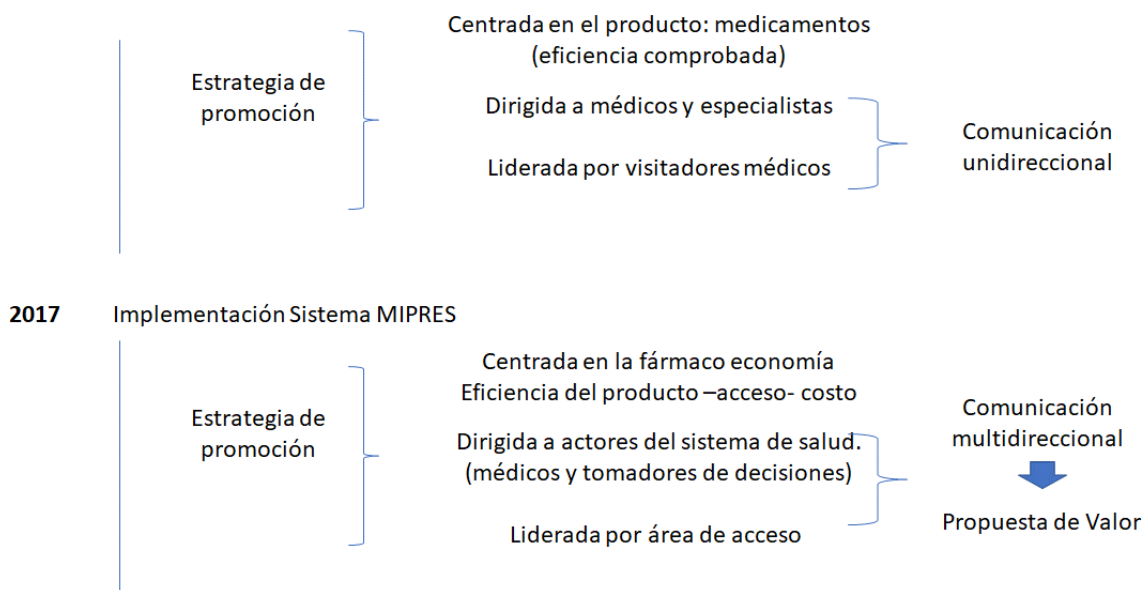 Centrada en el producto: medicamentos
(eficiencia comprobada)
Estrategia de
promoción
Dirigida a médicos y especialistas
Liderada por visitadores médicos
Comunicación
unidireccional
2017 Implementación Sistema MIPRES
Centrada en la fármaco economía
Eficiencia del producto –acceso- costo
Estrategia de
promoción
Dirigida a actores del sistema de salud.
(médicos y tomadores de decisiones)
Liderada por área de acceso
Comunicación
multidireccional
Propuesta de Valor